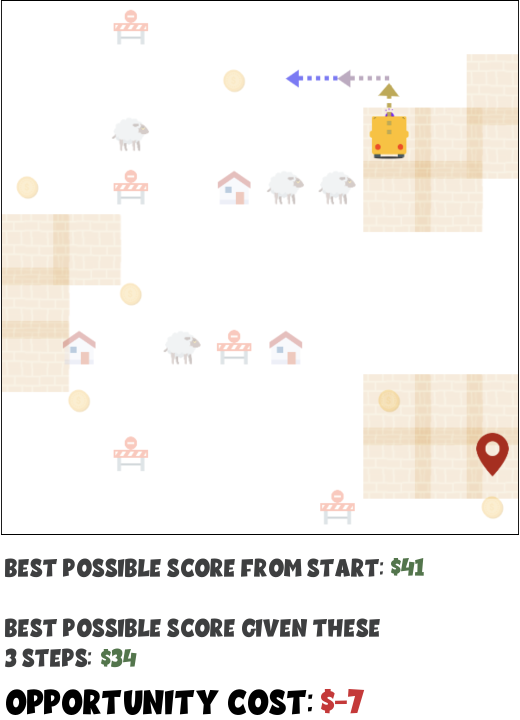 BEST POSSIBLE SCORE FROM START: $41
BEST POSSIBLE SCORE GIVEN THESE
3 STEPS: $34
OPPORTUNITY COST: $-7